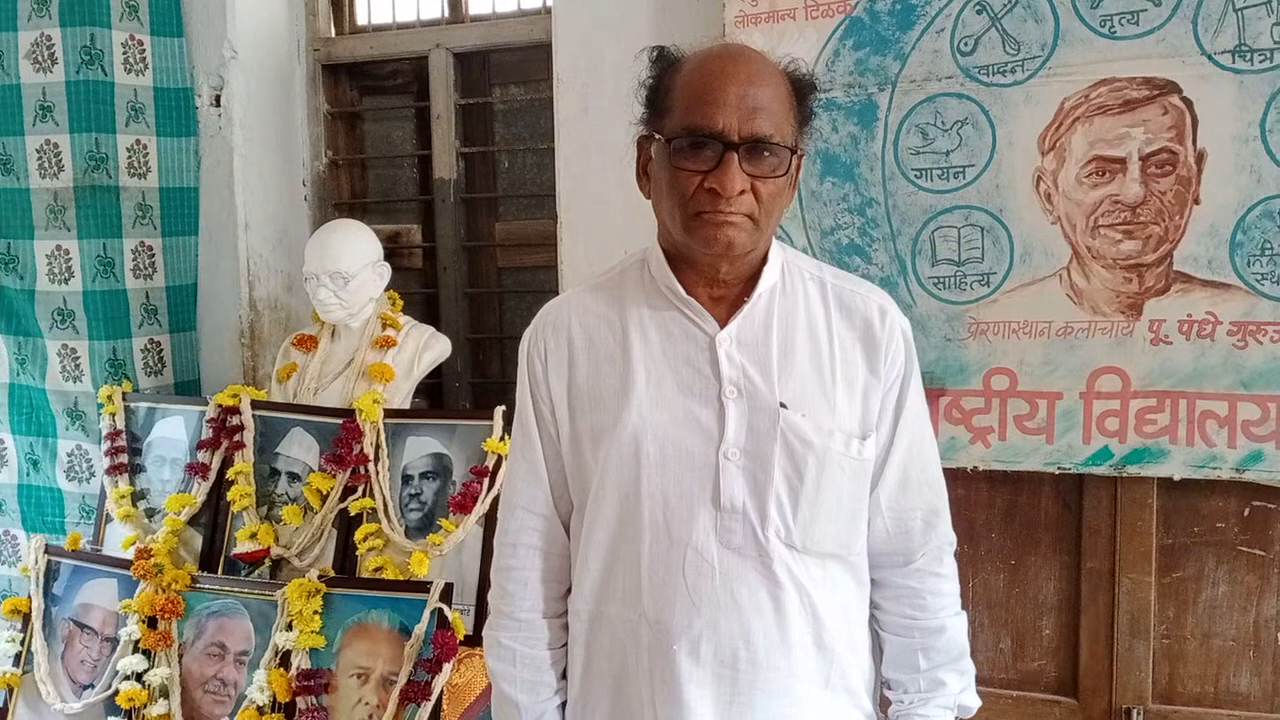 लोकमान्य टिळक
वादन
नृत्य
चित्र
गायन
साहित्य
प्रेरणास्थान कलाचार्य पू. पंधे
विद्यालय